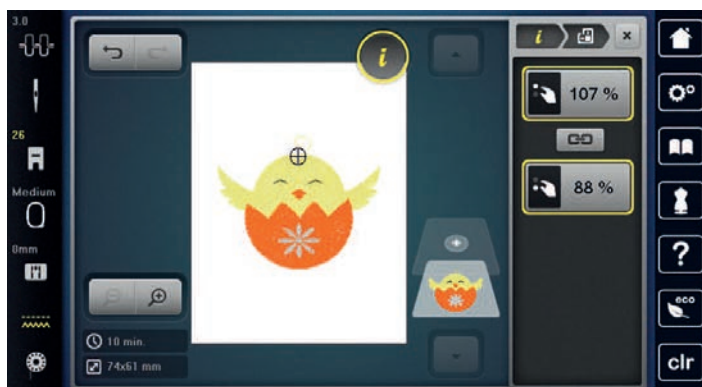 3.0
26
Medium
0mm
i
10 min.
74x61 mm
i
×
107 %
88 %
?
eco
clr